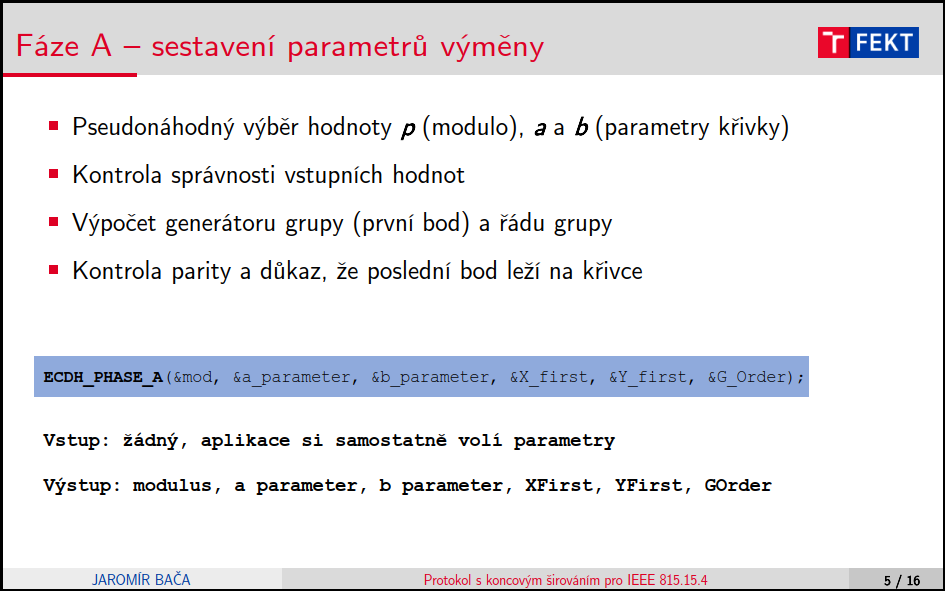 Fáze A – sestavení parametrů výměny
T FEKT
Pseudonáhodný výběr hodnoty p (modulo), a a b (parametry křivky)
Kontrola správnosti vstupních hodnot
Výpočet generátoru grupy (první bod) a řádu grupy
Kontrola parity a důkaz, že poslední bod leží na křivce
ECDH_PHASE_A(&mod, &a_parameter, &b_parameter, &X_first, &Y_first, &G_Order);
Vstup: žádný, aplikace si samostatně volí parametry
Výstup: modulus, a parameter, b parameter, XFirst, YFirst, GOrder
JAROMÍR BAČA
Protokol s koncovým širováním pro IEEE 815.15.4
5 / 16